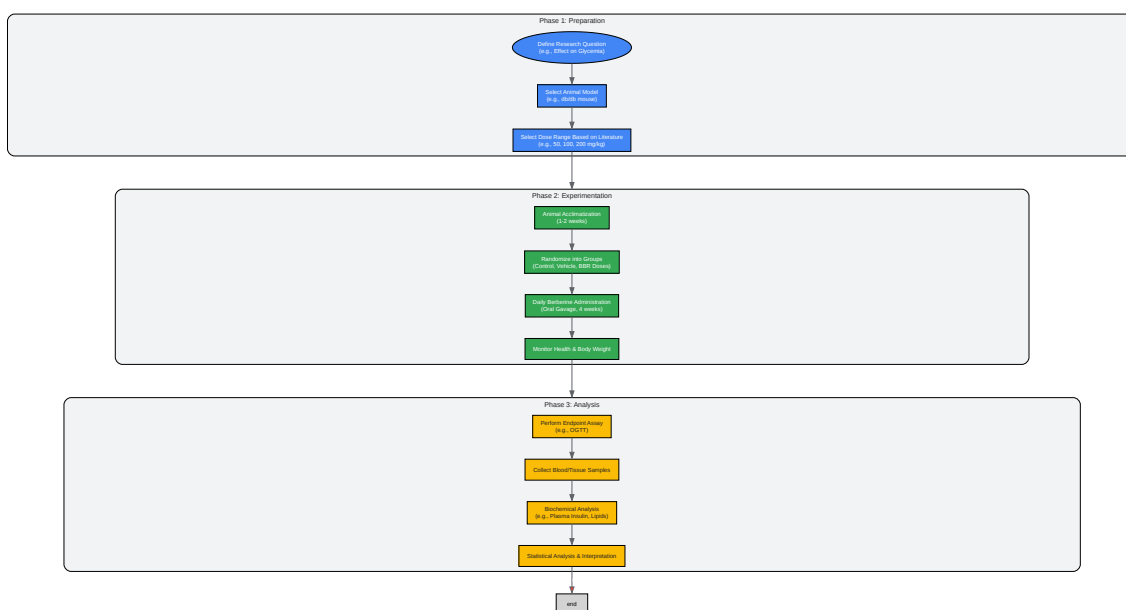 Phase 1: Preparation
Define Research Question
(e.g., Effect on Glycemia)
Select Animal Model
(e.g., db/db mouse)
Select Dose Range Based on Literature
(e.g., 50, 100, 200 mg/kg)
Phase 2: Experimentation
Animal Acclimatization
(1-2 weeks)
Randomize into Groups
(Control, Vehicle, BBR Doses)
Daily Berberine Administration
(Oral Gavage, 4 weeks)
Monitor Health & Body Weight
Phase 3: Analysis
Perform Endpoint Assay
(e.g., OGTT)
Collect Blood/Tissue Samples
Biochemical Analysis
(e.g., Plasma Insulin, Lipids)
Statistical Analysis & Interpretation
end